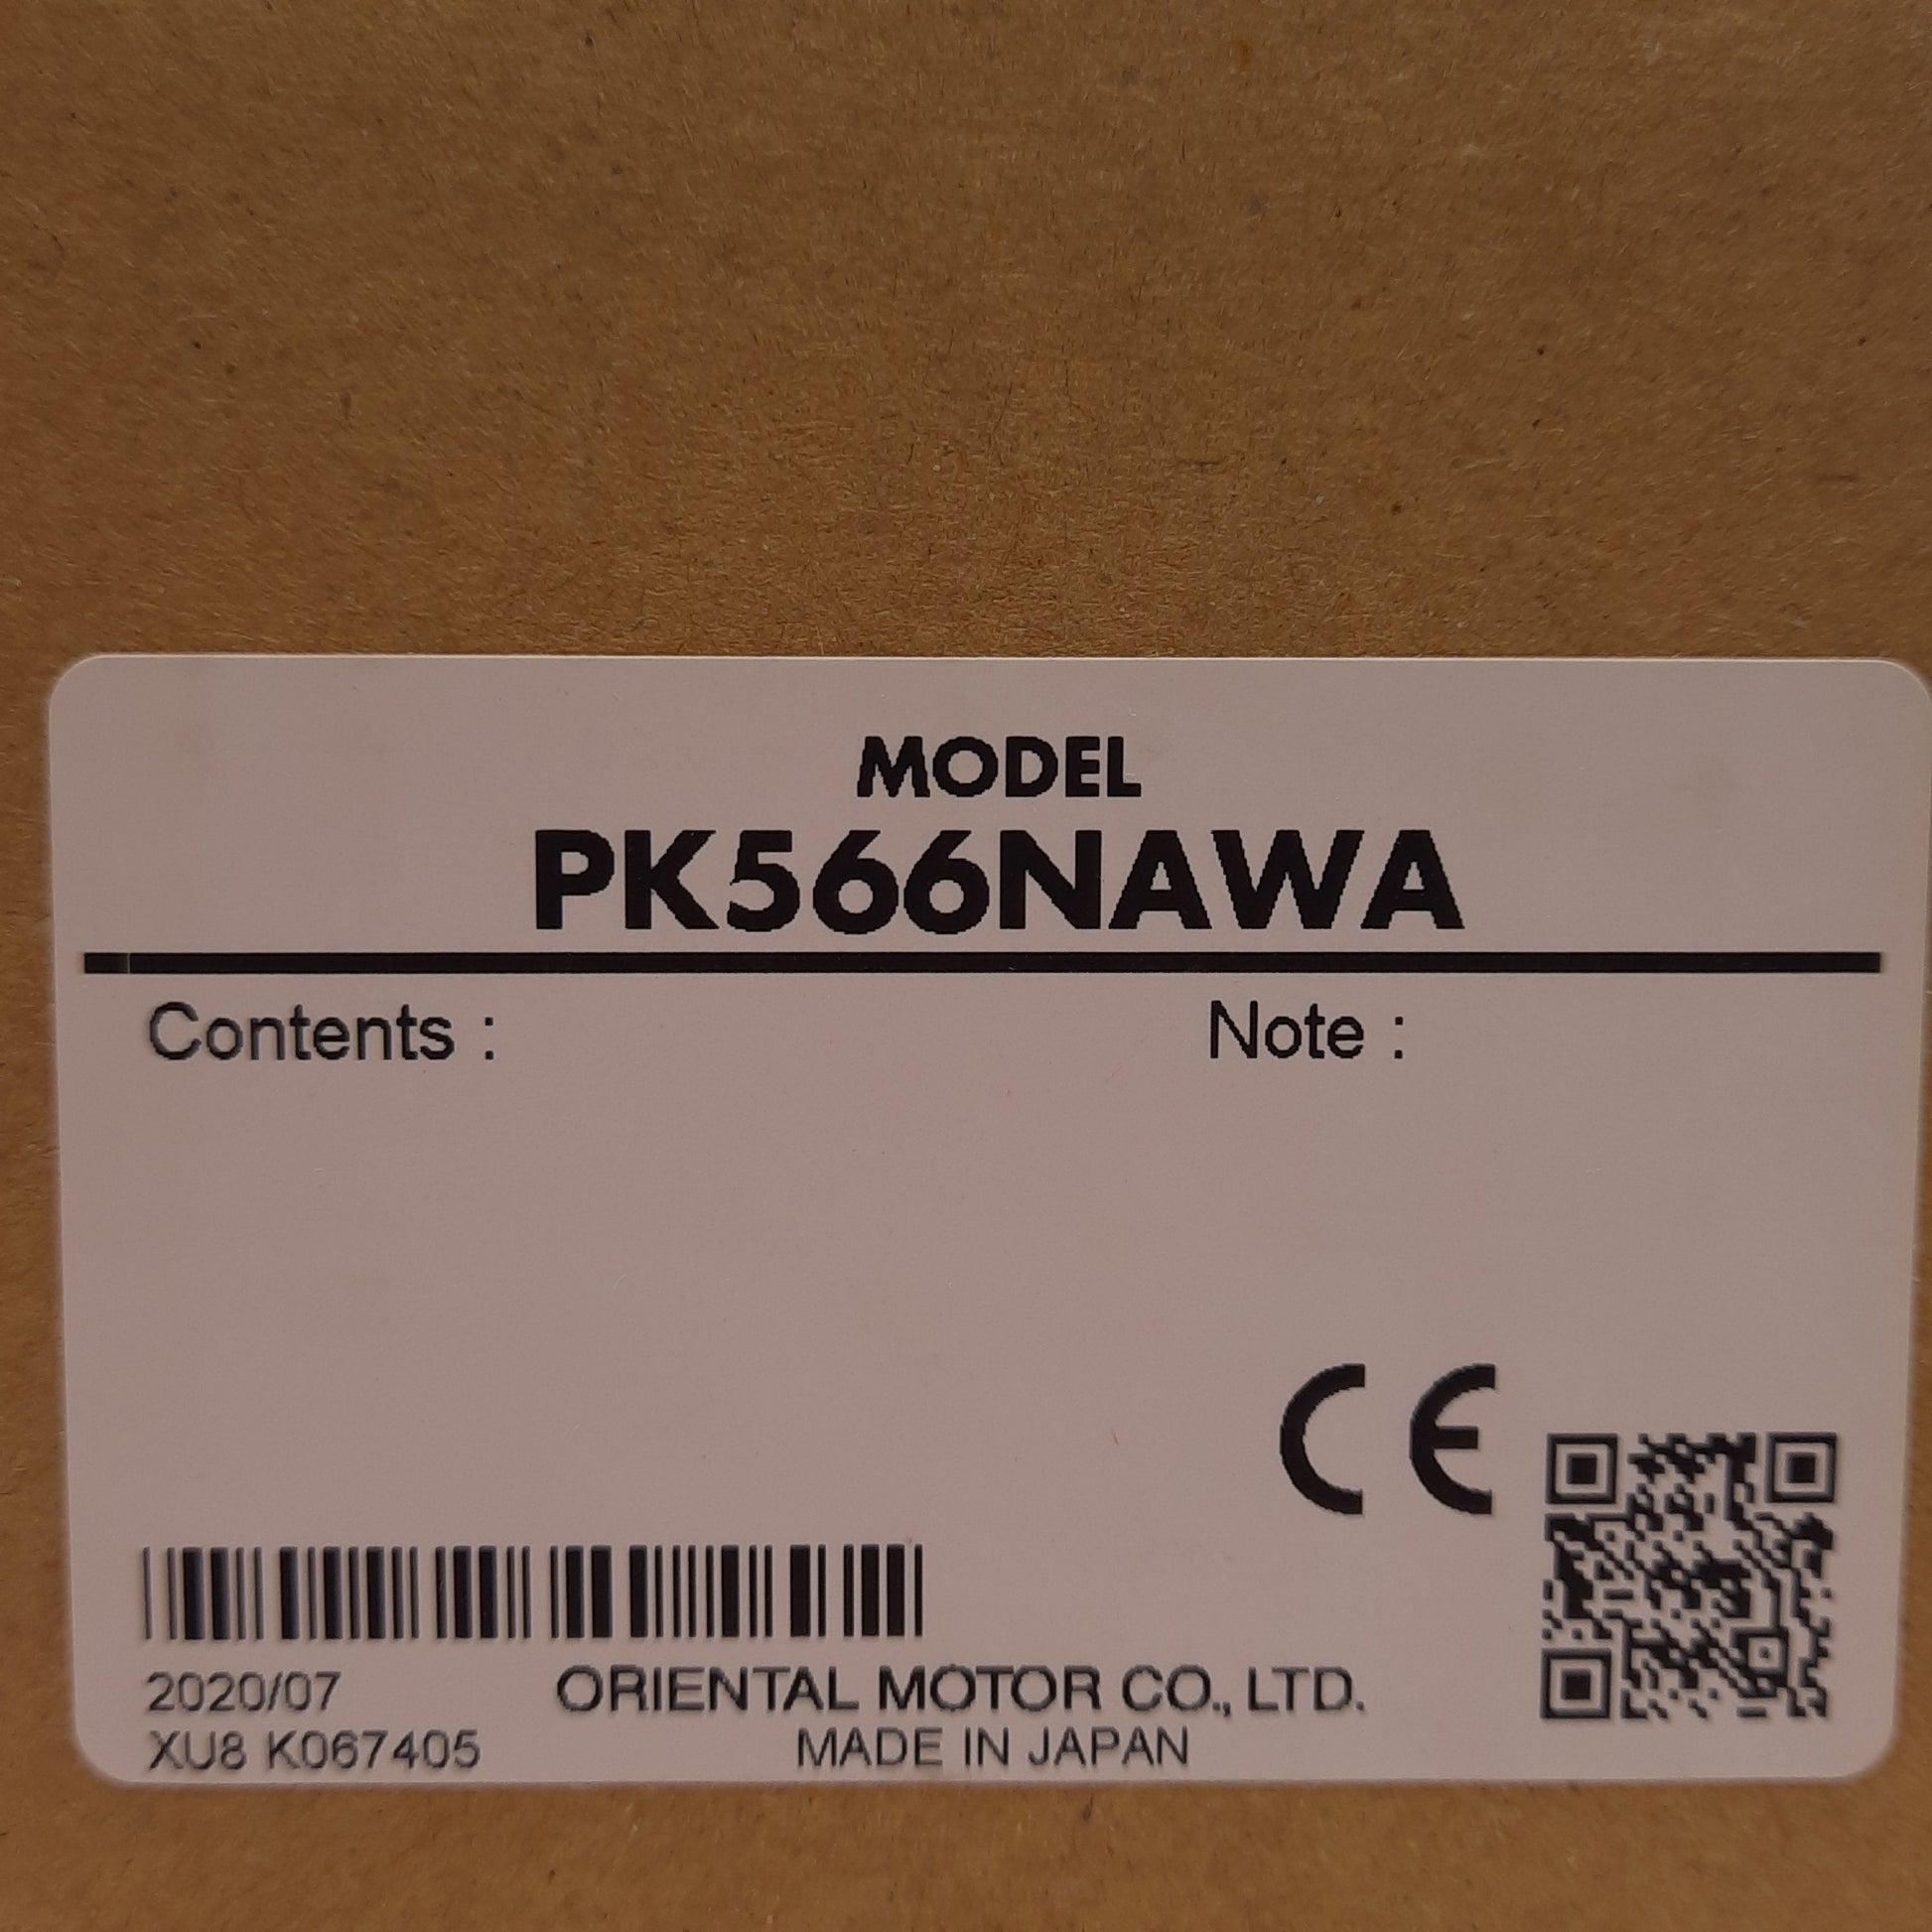 MODEL
PK566NAWA
Contents :
Note :
CE
2020/07
ORIENTAL MOTOR CO., LTD.
XU8 K067405
MADE IN JAPAN